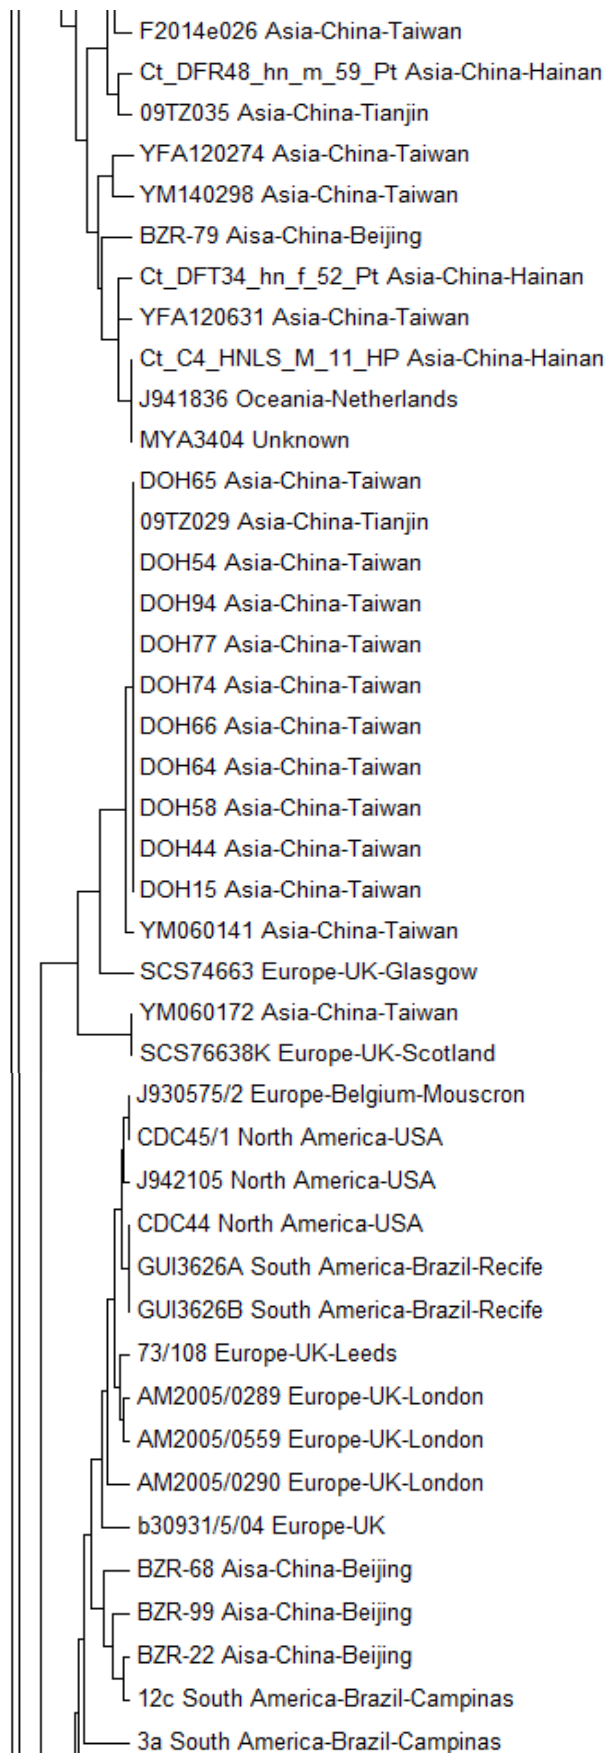 F2014e026 Asia-China-Taiwan
Ct_DFR48_hn_m_59_Pt Asia-China-Hainan
09TZ035 Asia-China-Tianjin
YFA120274 Asia-China-Taiwan
YM140298 Asia-China-Taiwan
BZR-79 Aisa-China-Beijing
Ct_DFT34_hn_f_52_Pt Asia-China-Hainan
YFA120631 Asia-China-Taiwan
Ct_C4_HNLS_M_11_HP Asia-China-Hainan
J941836 Oceania-Netherlands
MYA3404 Unknown
DOH65 Asia-China-Taiwan
09TZ029 Asia-China-Tianjin
DOH54 Asia-China-Taiwan
DOH94 Asia-China-Taiwan
DOH77 Asia-China-Taiwan
DOH74 Asia-China-Taiwan
DOH66 Asia-China-Taiwan
DOH64 Asia-China-Taiwan
DOH58 Asia-China-Taiwan
DOH44 Asia-China-Taiwan
DOH15 Asia-China-Taiwan
YM060141 Asia-China-Taiwan
SCS74663 Europe-UK-Glasgow
YM060172 Asia-China-Taiwan
SCS76638K Europe-UK-Scotland
J930575/2 Europe-Belgium-Mouscron
CDC45/1 North America-USA
J942105 North America-USA
CDC44 North America-USA
GUI3626A South America-Brazil-Recife
GUI3626B South America-Brazil-Recife
73/108 Europe-UK-Leeds
AM2005/0289 Europe-UK-London
AM2005/0559 Europe-UK-London
AM2005/0290 Europe-UK-London
b30931/5/04 Europe-UK
BZR-68 Aisa-China-Beijing
BZR-99 Aisa-China-Beijing
BZR-22 Aisa-China-Beijing
12c South America-Brazil-Campinas
3a South America-Brazil-Campinas